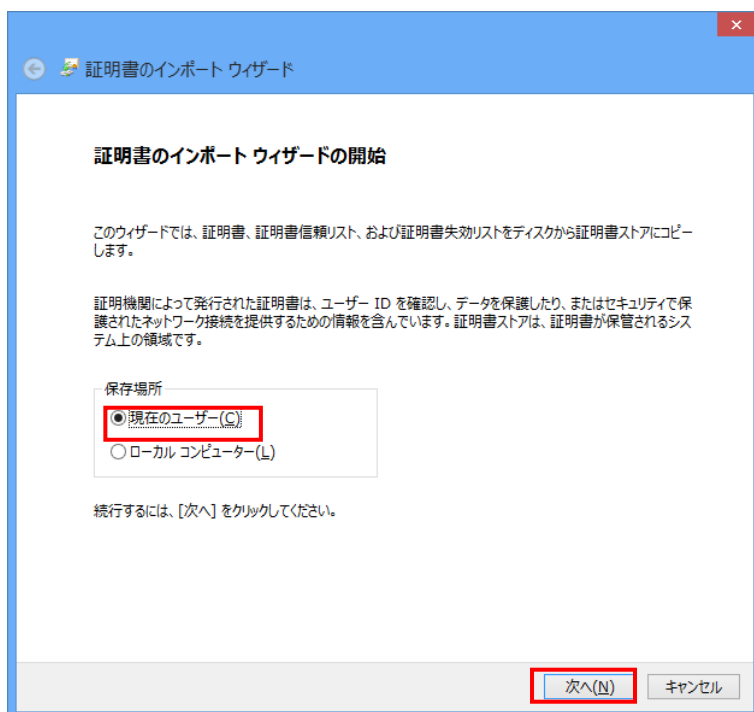 証明書のインポート ウィザード
証明書のインポート ウィザードの開始
このウィザードでは、証明書、証明書信頼リスト、および証明書失効リストをディスクから証明書ストアにコピー
します。
証明機関によって発行された証明書は、ユーザー ID を確認し、データを保護したり、またはセキュリティで保
護されたネットワーク接続を提供するための情報を含んでいます。証明書ストアは、証明書が保管されるシス
テム上の領域です。
保存場所
現在のユーザー(C)
ローカル コンピューター(L)
続行するには、[次へ] をクリックしてください。
次へ(N)
キャンセル